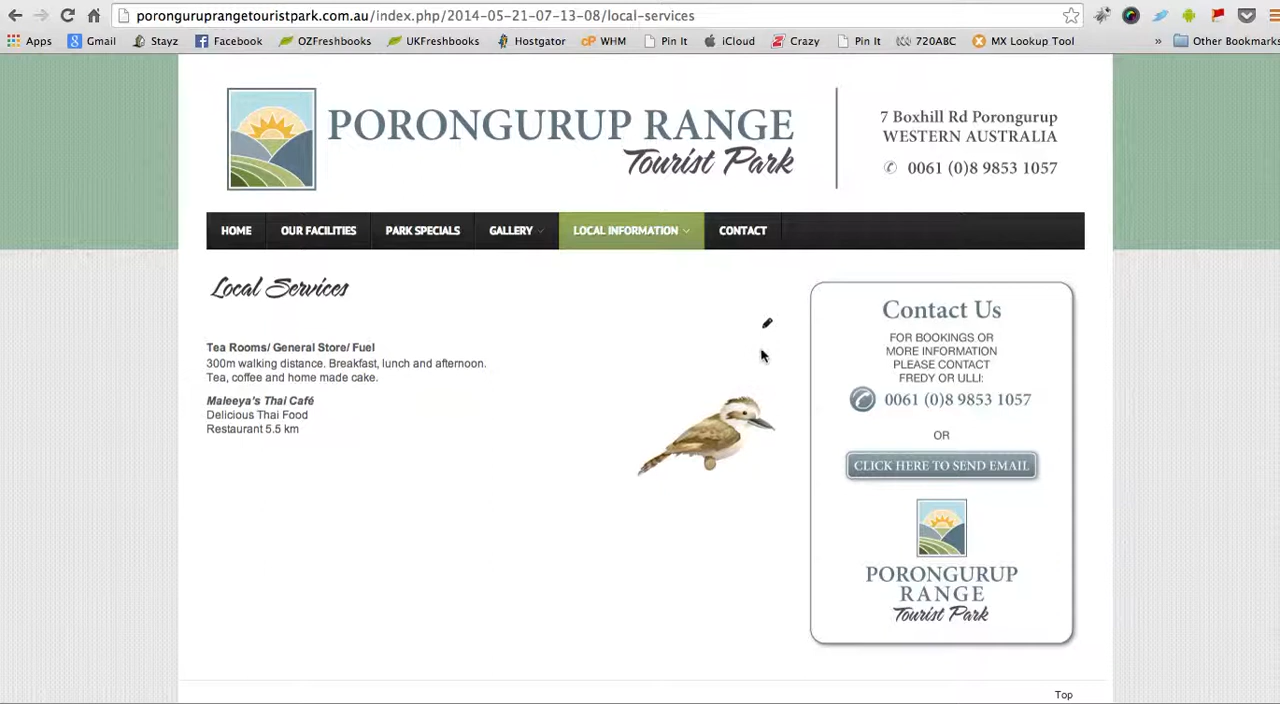 porongurup​rangetouristpark.com.au/index.php/2014-05-21-07-13-08/local-services
Apps Gmail Stayz Facebook OZFreshbooks UKFreshbooks Hostgator WHM Pin It iCloud Crazy Pin It 720ABC MX Lookup Tool » Other Bookmarks
PORONGURUP RANGE
Tourist Park
7 Boxhill Rd Porongurup
WESTERN AUSTRALIA
0061 (0)8 9853 1057
HOME OUR FACILITIES PARK SPECIALS GALLERY LOCAL INFORMATION CONTACT
Local Services
Tea Rooms/ General Store/ Fuel
300m walking distance. Breakfast, lunch and afternoon.
Tea, coffee and home made cake.
Maleeya's Thai Café
Delicious Thai Food
Restaurant 5.5 km
Contact Us
FOR BOOKINGS OR
MORE INFORMATION
PLEASE CONTACT
FREDY OR ULLI:
0061 (0)8 9853 1057
OR
CLICK HERE TO SEND EMAIL
PORONGURUP
RANGE
Tourist Park
Top